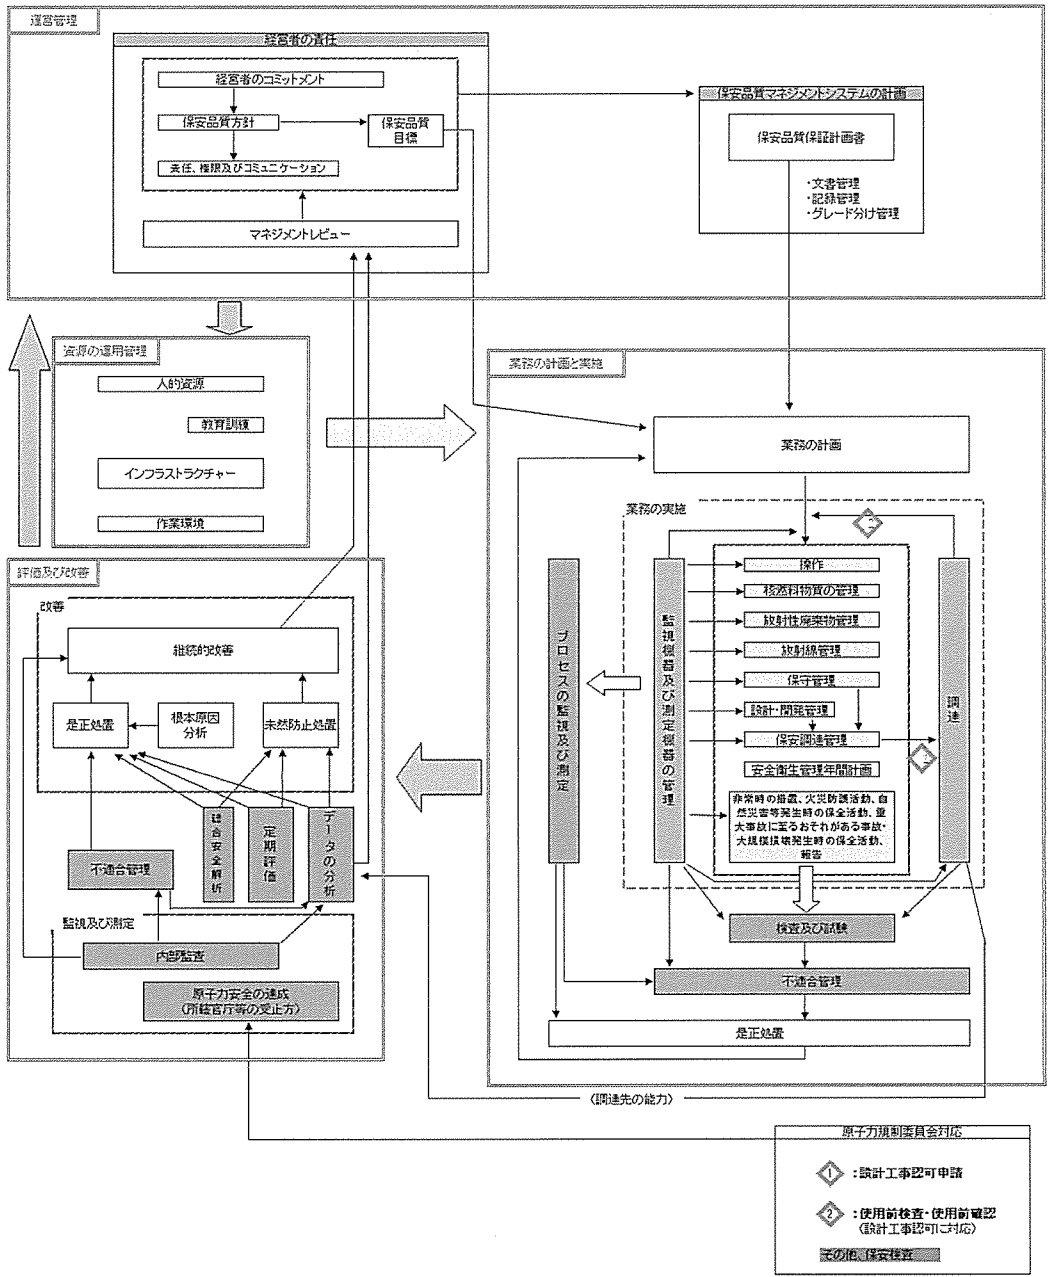 運営管理
経営者の責任
経営者のコミットメント
保安品質方針
保安品質
目標
責任、権限及びコミュニケーション
マネジメントレビュー
保安品質マネジメントシステムの計画
保安品質保証計画書
・文書管理
・記録管理
・グレード分け管理
資源の運用管理
人的資源
教育訓練
インフラストラクチャー
作業環境
業務の計画と実施
業務の計画
業務の実施
プロセスの監視及び測定
監視機器及び測定機器の管理
操作
核燃料物質の管理
放射性廃棄物管理
放射線管理
保守管理
設計・開発管理
保安調達管理
安全衛生管理年間計画
非常時の措置、火災防護活動、自
然災害等発生時の保全活動、重
大事故に至るおそれがある事故・
大規模損壊発生時の保全活動、
報告
調達
検査及び試験
不適合管理
是正処置
評価及び改善
改善
継続的改善
是正処置
根本原因
分析
未然防止処置
総合安全解析
定期評価
データの分析
不適合管理
監視及び測定
内部監査
原子力安全の達成
(所轄官庁等の受止方)
〈調達先の能力〉
原子力規制委員会対応
1
:設計工事認可申請
2
:使用前検査・使用前確認
〈設計工事認可に対応〉
その他、保安検査